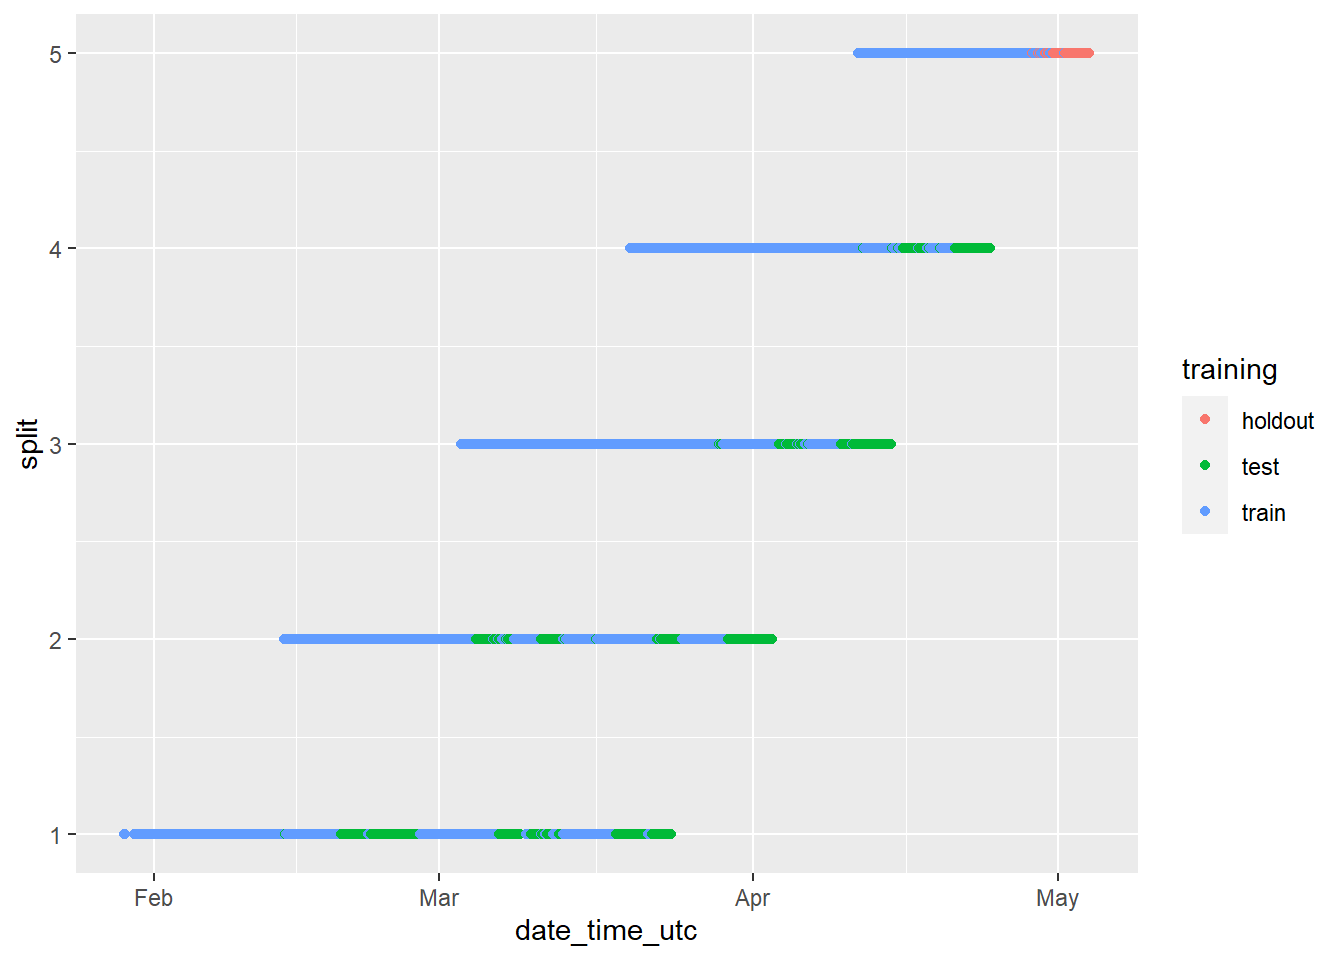 5
4
3
2
1
split
Feb Mar Apr May
date_time_utc
training
holdout
test
train